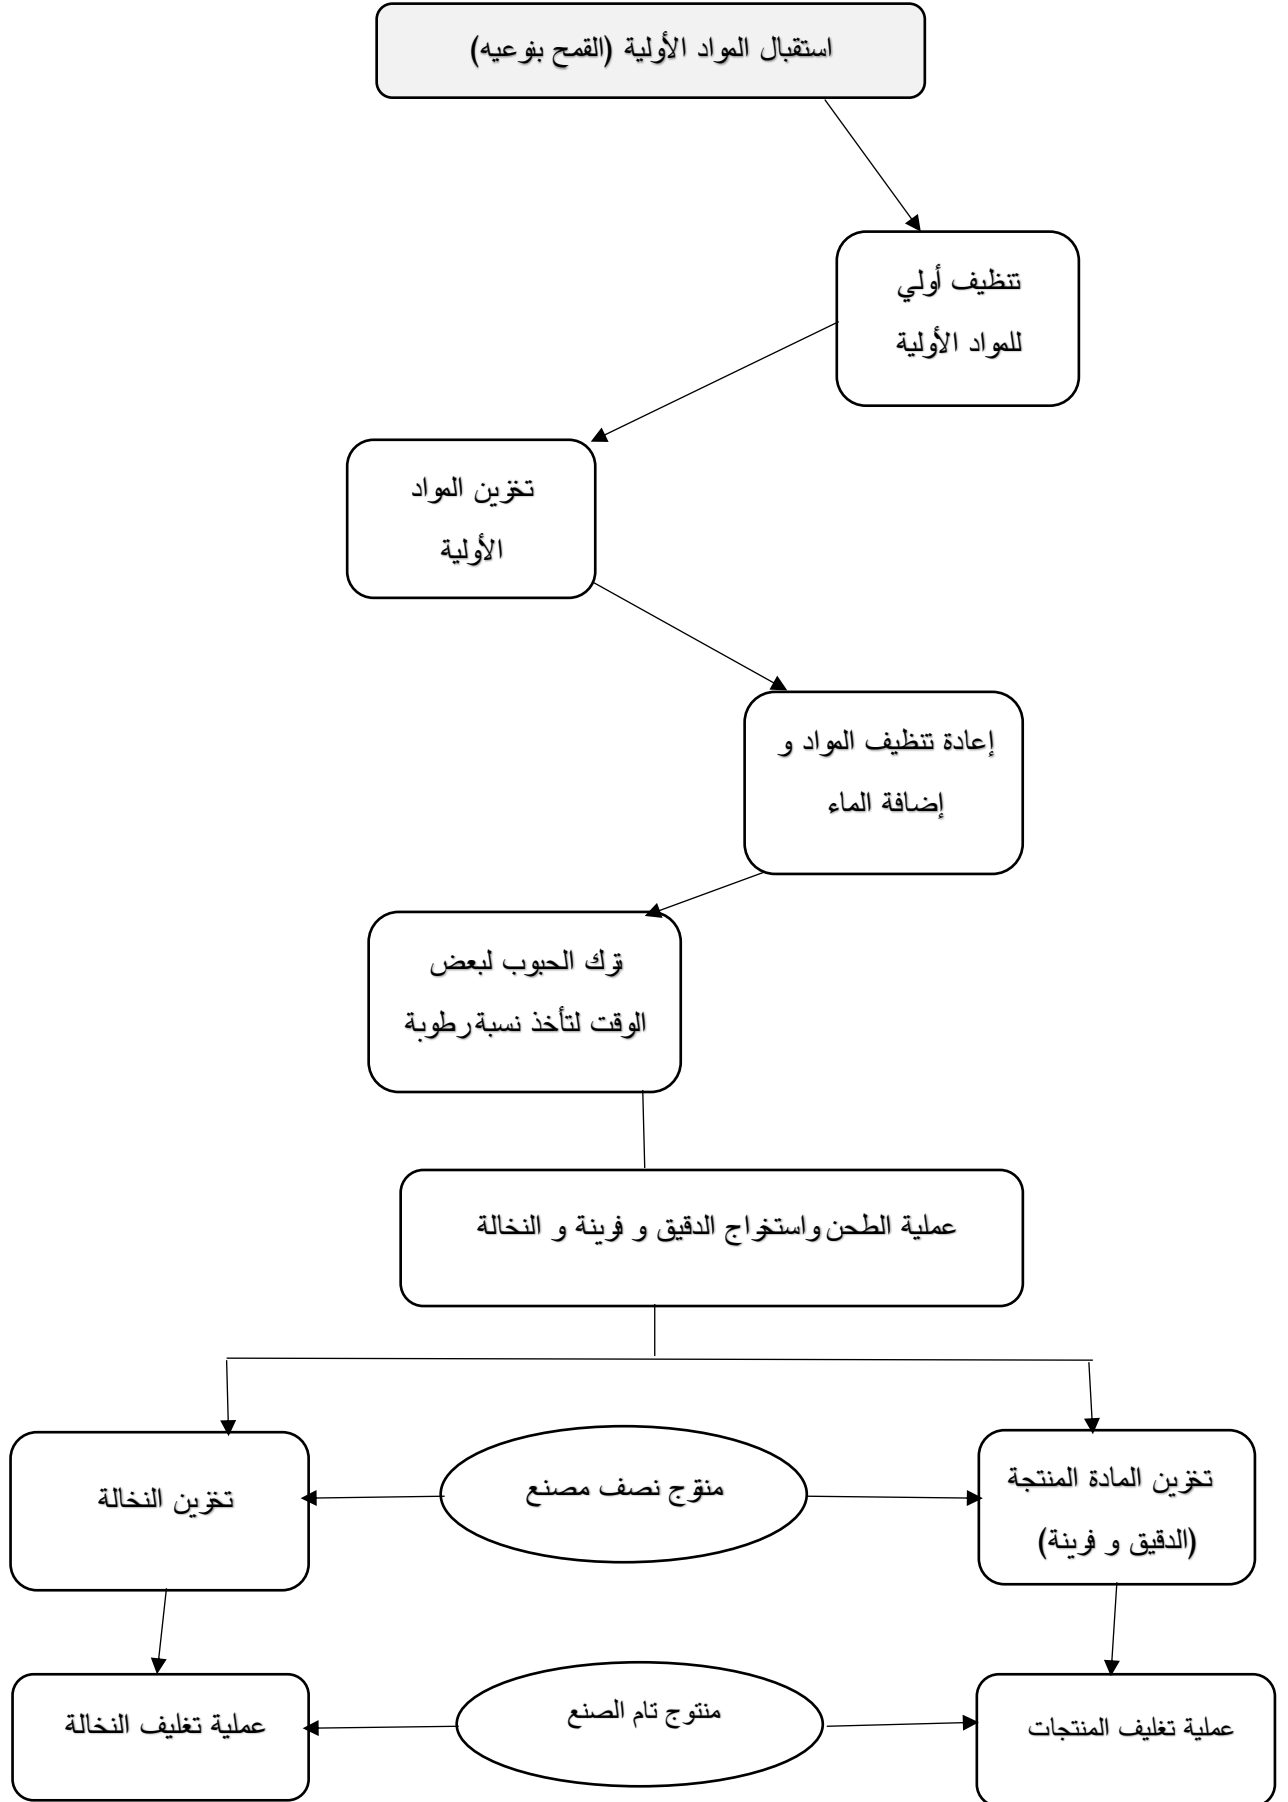 استقبال المواد الأولية (القمح بنوعيه)
تنظيف أولي
للمواد الأولية
تخزين المواد
الأولية
إعادة تنظيف المواد و
إضافة الماء
ترك الحبوب لبعض
الوقت لتأخذ نسبة رطوبة
عملية الطحن واستخراج الدقيق و فرينة و النخالة
تخزين المادة المنتجة
(الدقيق و فرينة)
منتوج نصف مصنع
تخزين النخالة
عملية تغليف المنتجات
منتوج تام الصنع
عملية تغليف النخالة